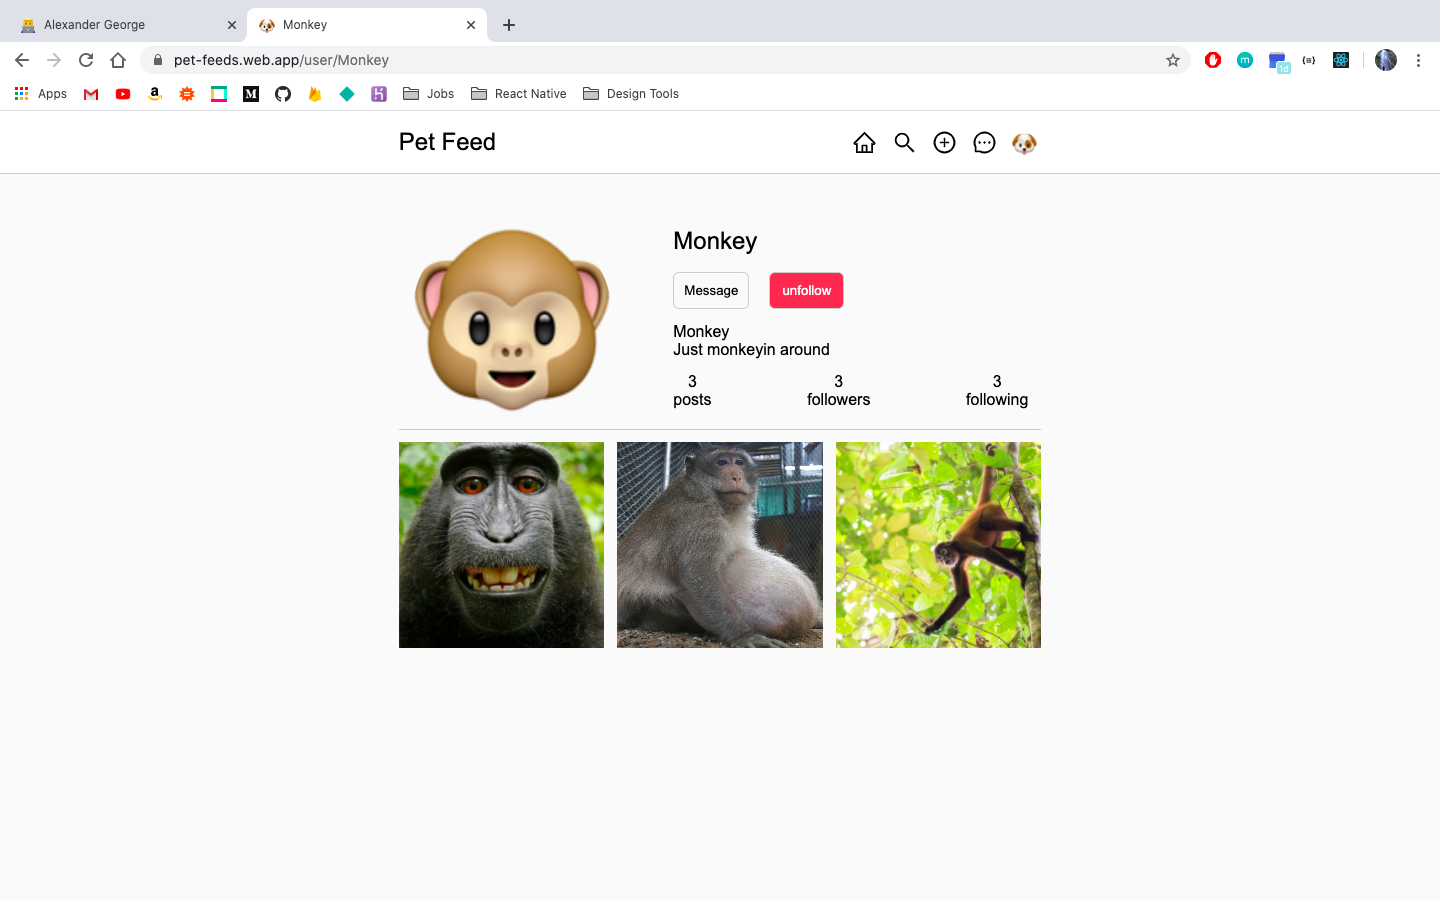 Alexander George
Monkey
pet-feeds.web.app/user/Monkey
1d
Apps
Jobs
React Native
Design Tools
Pet Feed
Monkey
Message unfollow
Monkey
Just monkeyin around
3 3 3
posts followers following